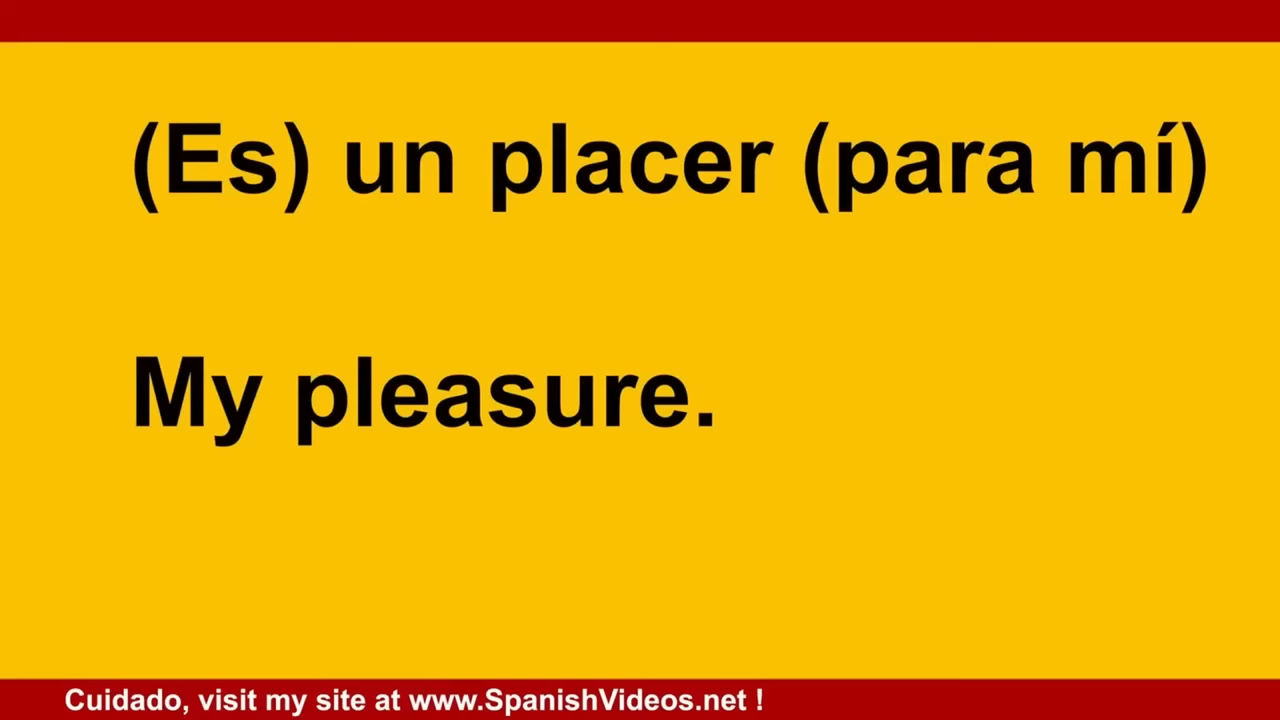 (Es) un placer (para mí)
My pleasure.
Cuidado, visit my site at www.SpanishVideos.net !